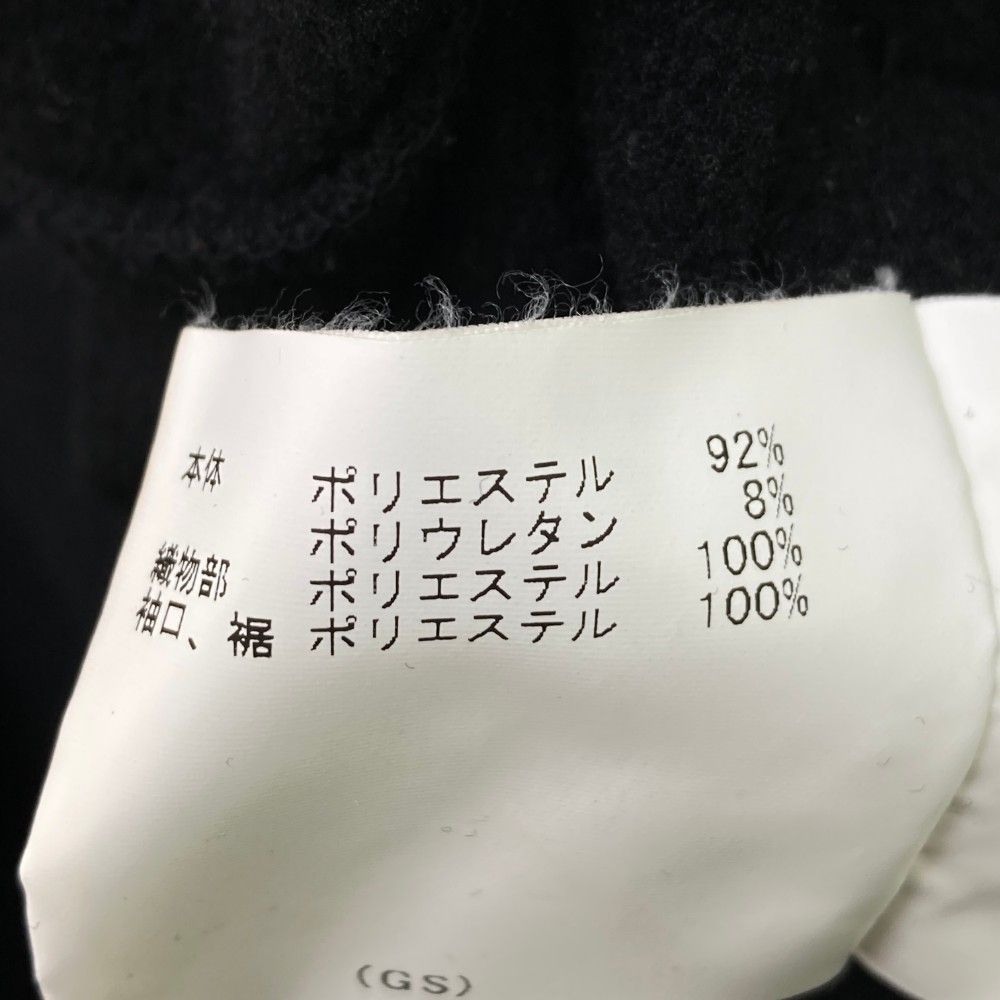 本体 ポリエステル 92%
ポリウレタン 8%
織物部 ポリエステル 100%
袖口、裾 ポリエステル 100%
(GS)